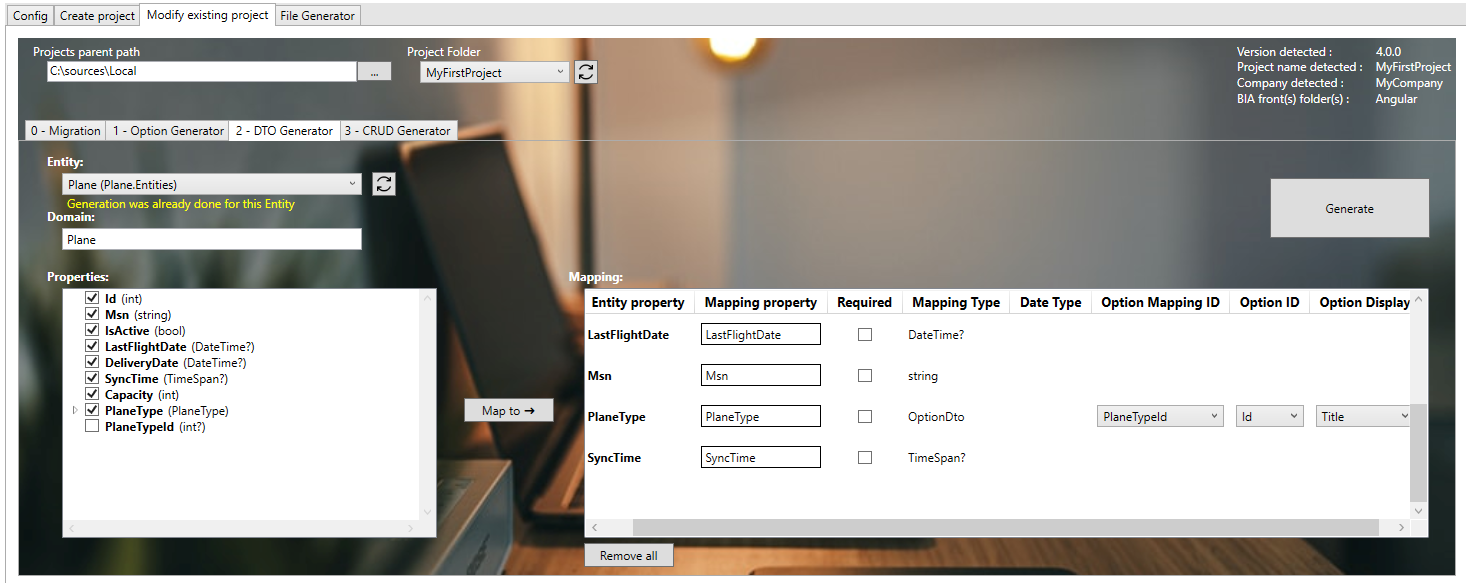 Config Create project Modify existing project File Generator
Projects parent path
C:\sources\Local
...
Project Folder
MyFirstProject
Version detected : 4.0.0
Project name detected : MyFirstProject
Company detected : MyCompany
BIA front(s) folder(s) : Angular
0 - Migration 1 - Option Generator 2 - DTO Generator 3 - CRUD Generator
Entity:
Plane (Plane.Entities)
Generation was already done for this Entity
Domain:
Plane
Generate
Properties:
Id (int)
Msn (string)
IsActive (bool)
LastFlightDate (DateTime?)
DeliveryDate (DateTime?)
SyncTime (TimeSpan?)
Capacity (int)
PlaneType (PlaneType)
PlaneTypeId (int?)
Map to →
Mapping:
Entity property Mapping property Required Mapping Type Date Type Option Mapping ID Option ID Option Display
LastFlightDate LastFlightDate DateTime?
Msn Msn string
PlaneType PlaneType OptionDto PlaneTypeId Id Title
SyncTime SyncTime TimeSpan?
Remove all